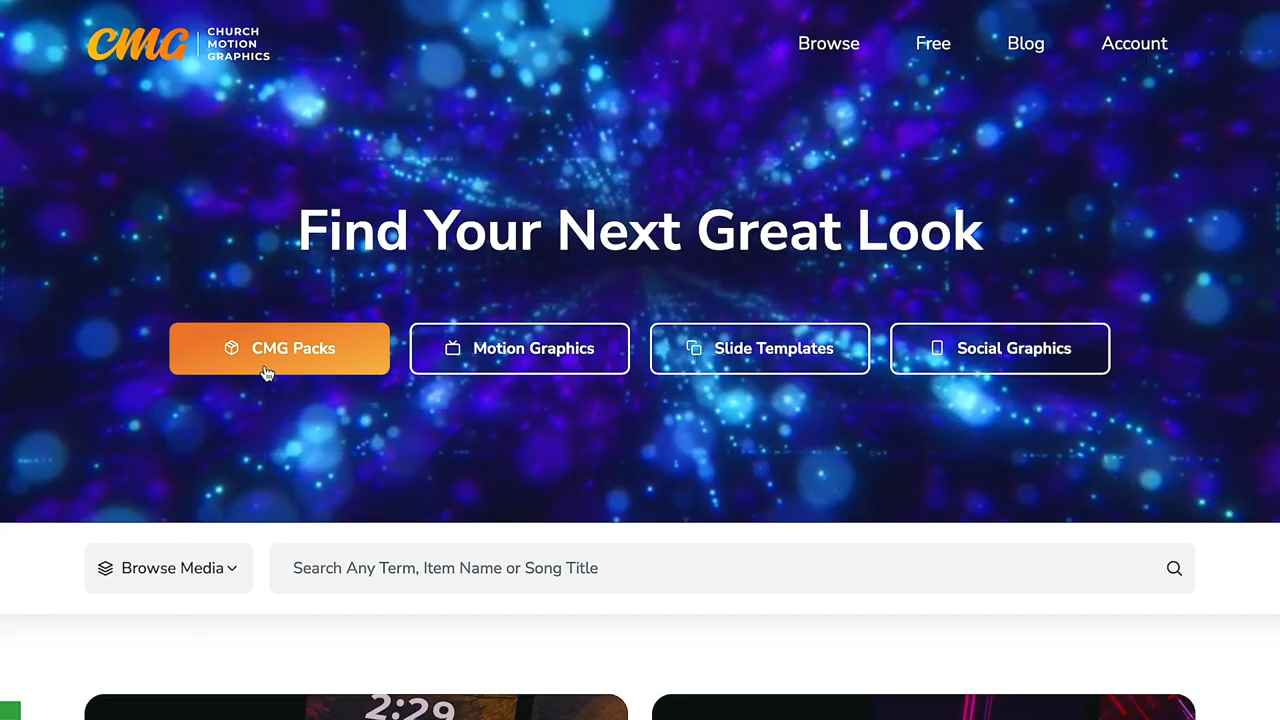 CMG
CHURCH
MOTION
GRAPHICS
Browse
Free
Blog
Account
Find Your Next Great Look
CMG Packs
Motion Graphics
Slide Templates
Social Graphics
Browse Media
Search Any Term, Item Name or Song Title
2:29